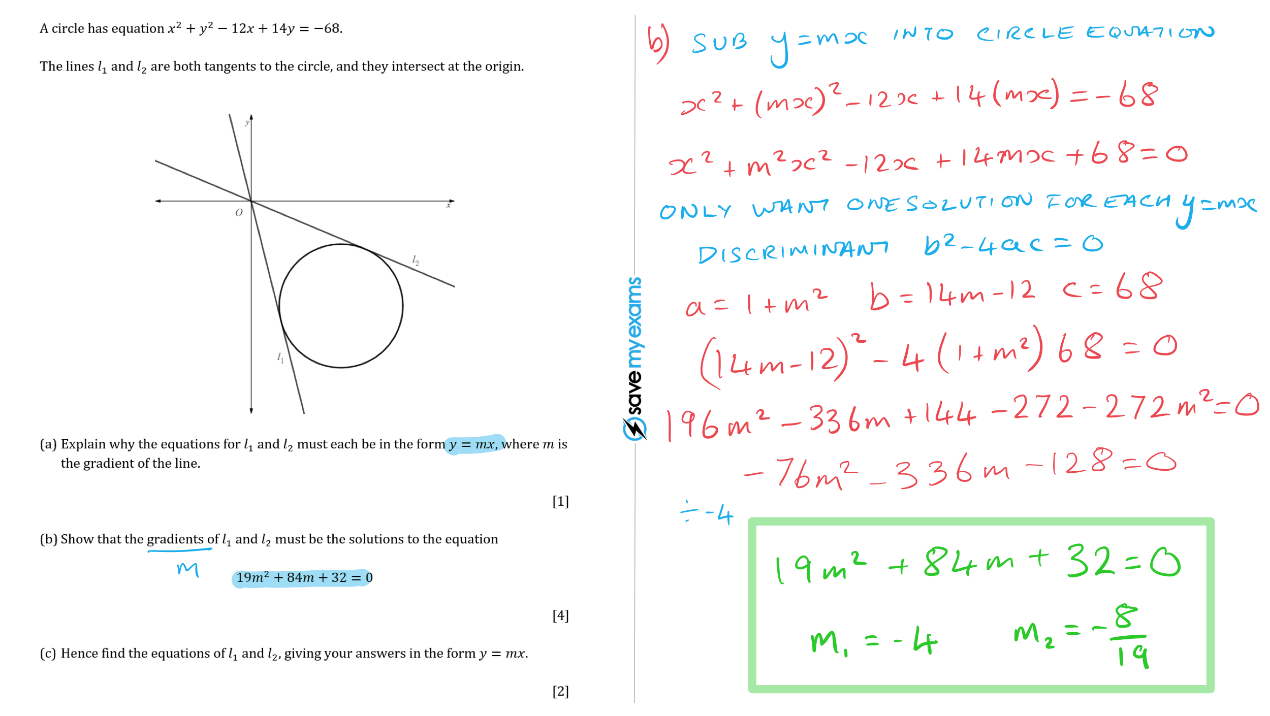 A circle has equation x² + y² − 12x + 14y = −68.
The lines l₁ and l₂ are both tangents to the circle, and they intersect at the origin.
y
O
x
l₂
l₁
(a) Explain why the equations for l₁ and l₂ must each be in the form y = mx, where m is
the gradient of the line.
[1]
(b) Show that the gradients of l₁ and l₂ must be the solutions to the equation
m
19m² + 84m + 32 = 0
[4]
(c) Hence find the equations of l₁ and l₂, giving your answers in the form y = mx.
[2]
savemyexams
b) SUB y=mx INTO CIRCLE EQUATION
x² + (mx)² − 12x + 14(mx) = −68
x² + m²x² − 12x + 14mx + 68 = 0
ONLY WANT ONE SOLUTION FOR EACH y=mx
DISCRIMINANT b² − 4ac = 0
a = 1 + m² b = 14m − 12 c = 68
(14m − 12)² − 4(1 + m²) 68 = 0
196m² − 336m + 144 − 272 − 272m² = 0
− 76m² − 336m − 128 = 0
÷ −4
19m² + 84m + 32 = 0
m₁ = −4 m₂ = −8/19